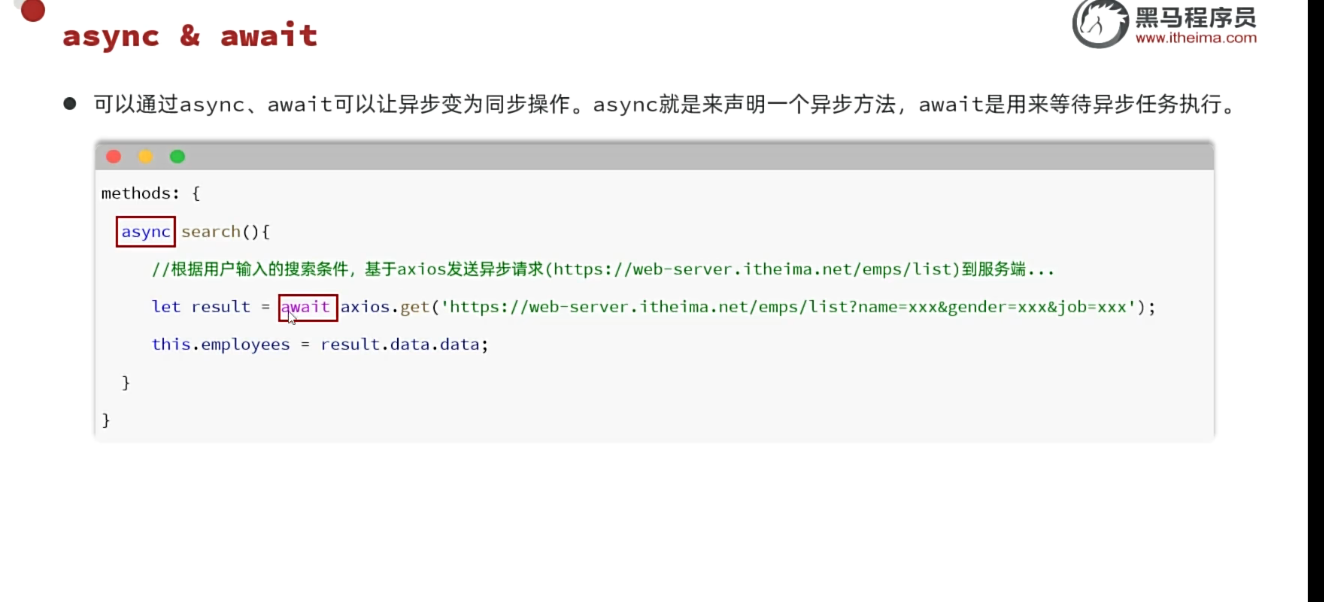 黑马程序员
www.itheima.com
async & await
● 可以通过async、await可以让异步变为同步操作。async就是来声明一个异步方法，await是用来等待异步任务执行。
methods: {
  async search(){
    //根据用户输入的搜索条件，基于axios发送异步请求(https://web-server.itheima.net/emps/list)到服务端...
    let result = await axios.get('https://web-server.itheima.net/emps/list?name=xxx&gender=xxx&job=xxx');
    this.employees = result.data.data;
  }
}